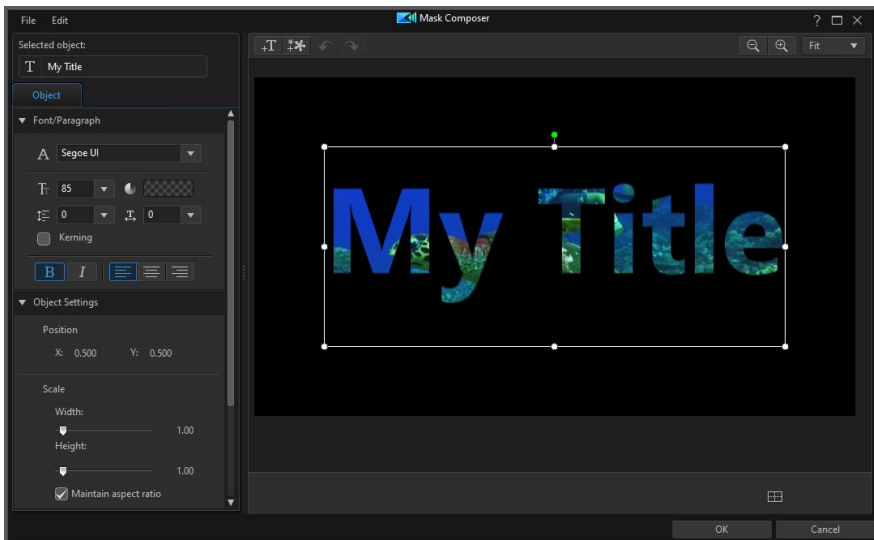 File Edit
Mask Composer
?
Selected object:
T My Title
+T
Fit
Object
Font/Paragraph
A Segoe UI
85
0
0
Kerning
B I
Object Settings
Position
X: 0.500 Y: 0.500
Scale
Width:
1.00
Height:
1.00
Maintain aspect ratio
My Title
OK Cancel